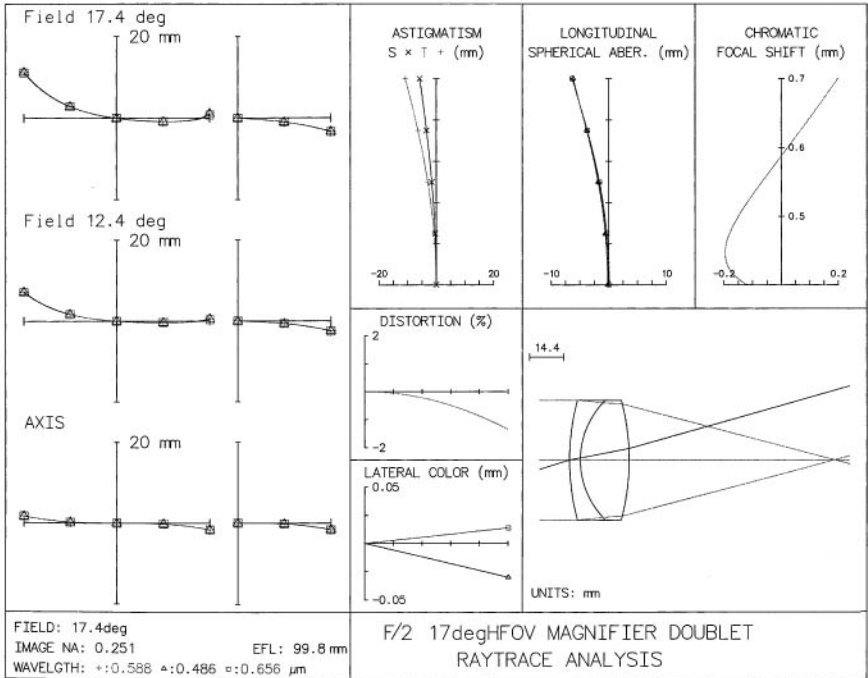 Field 17.4 deg
20 mm
Field 12.4 deg
20 mm
AXIS
20 mm
ASTIGMATISM
S × T + (mm)
-20
20
LONGITUDINAL
SPHERICAL ABER. (mm)
-10
10
CHROMATIC
FOCAL SHIFT (mm)
0.7
0.6
0.5
-0.2
0.2
DISTORTION (%)
2
-2
LATERAL COLOR (mm)
0.05
-0.05
14.4
UNITS: mm
FIELD: 17.4deg
IMAGE NA: 0.251 EFL: 99.8 mm
WAVELGTH: +:0.588 ▵:0.486 ▫:0.656 μm
F/2 17degHFOV MAGNIFIER DOUBLET
RAYTRACE ANALYSIS